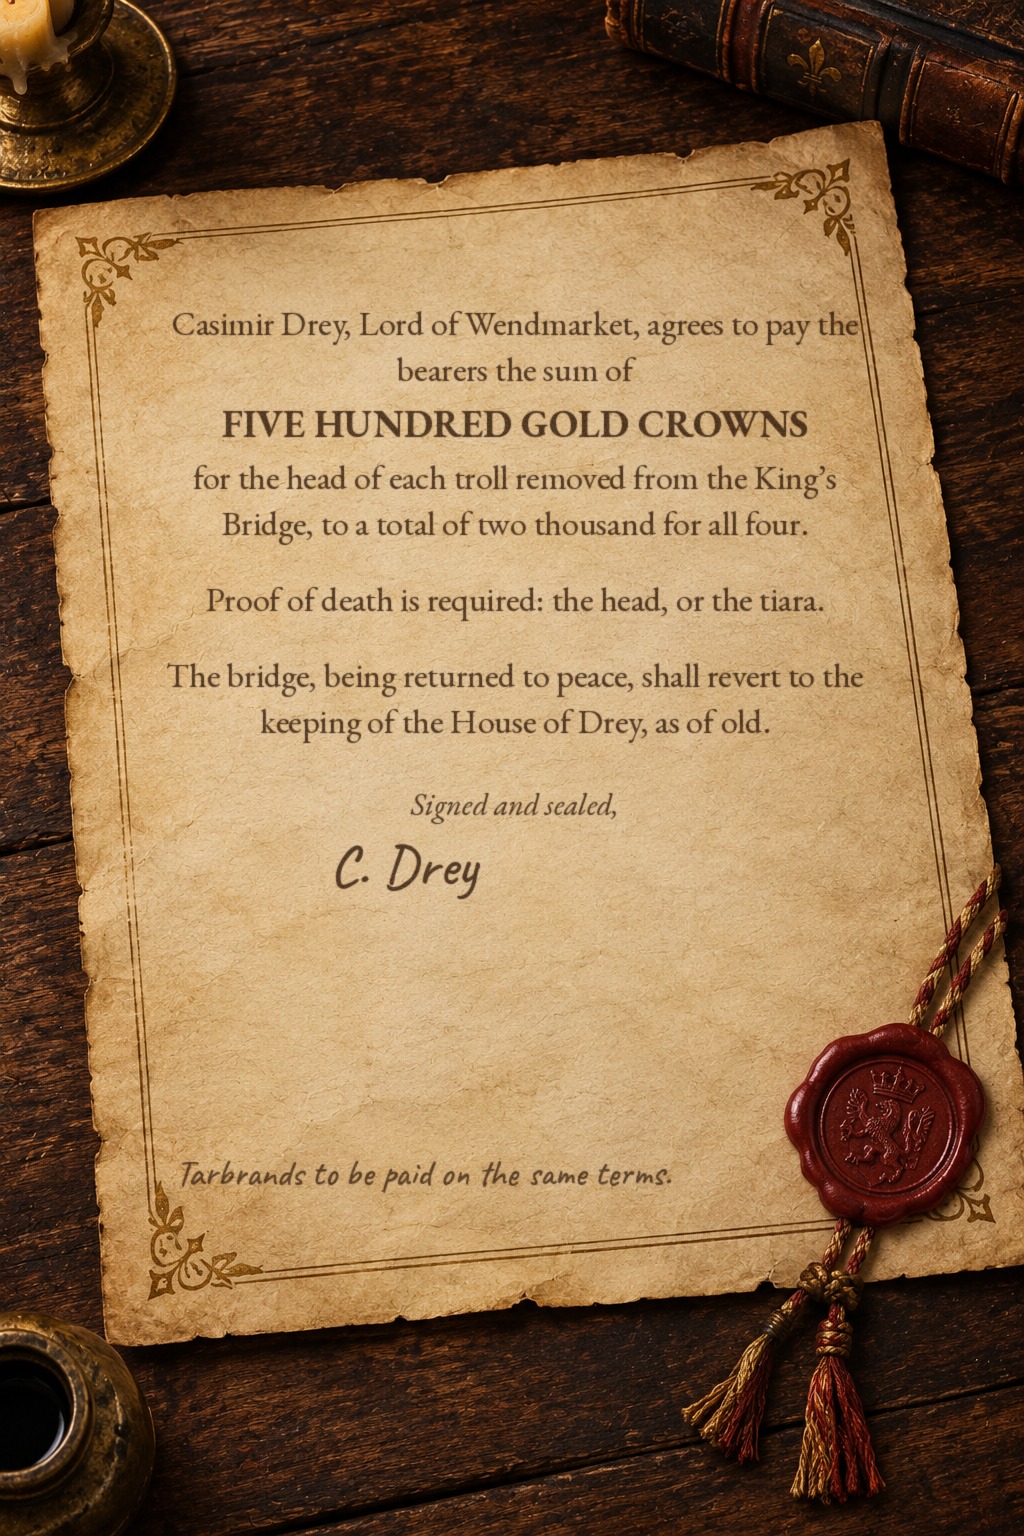 Casimir Drey, Lord of Wendmarket, agrees to pay the
bearers the sum of
FIVE HUNDRED GOLD CROWNS
for the head of each troll removed from the King’s
Bridge, to a total of two thousand for all four.
Proof of death is required: the head, or the tiara.
The bridge, being returned to peace, shall revert to the
keeping of the House of Drey, as of old.
Signed and sealed,
C. Drey
Tarbrands to be paid on the same terms.